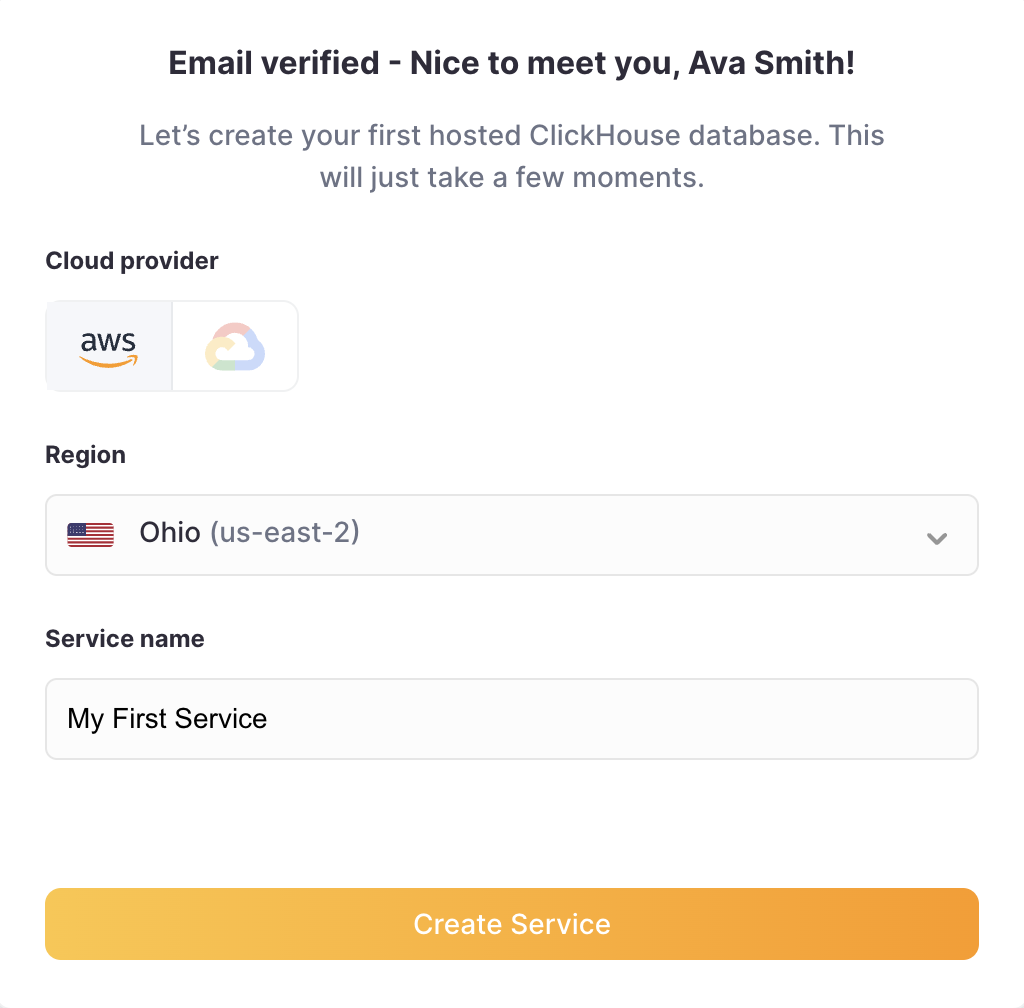 Email verified - Nice to meet you, Ava Smith!
Let’s create your first hosted ClickHouse database. This
will just take a few moments.
Cloud provider
aws
Region
Ohio (us-east-2)
Service name
My First Service
Create Service